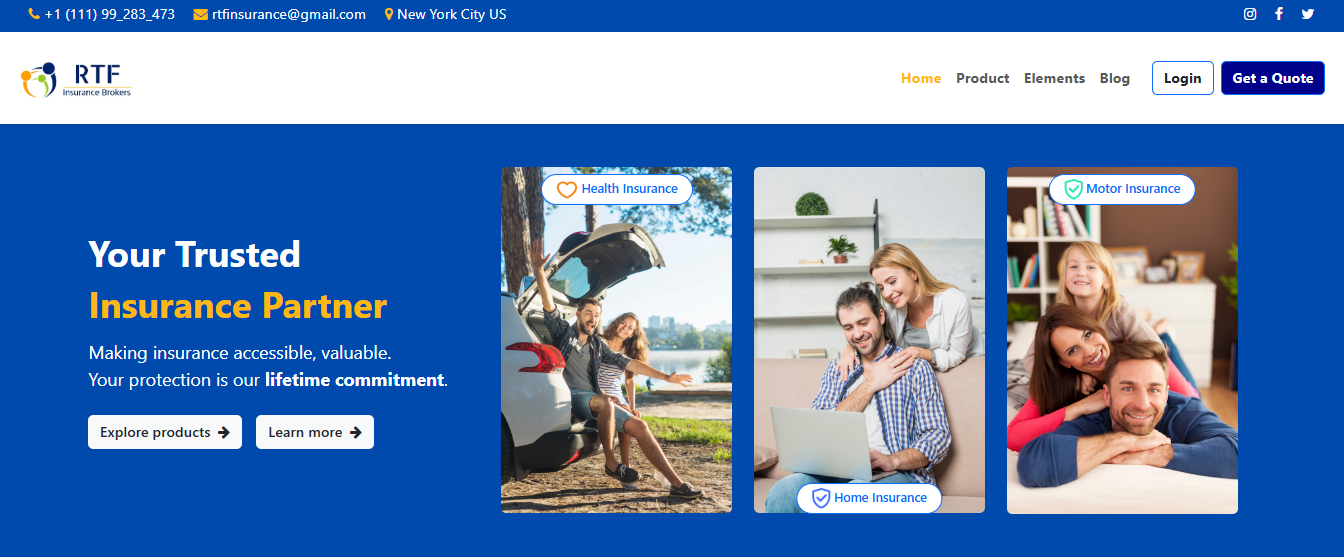 +1 (111) 99_283_473 rtfinsurance@gmail.com New York City US
RTF
Insurance Brokers
Home Product Elements Blog Login Get a Quote
Health Insurance
Motor Insurance
Your Trusted
Insurance Partner
Making insurance accessible, valuable.
Your protection is our lifetime commitment.
Explore products Learn more
Home Insurance